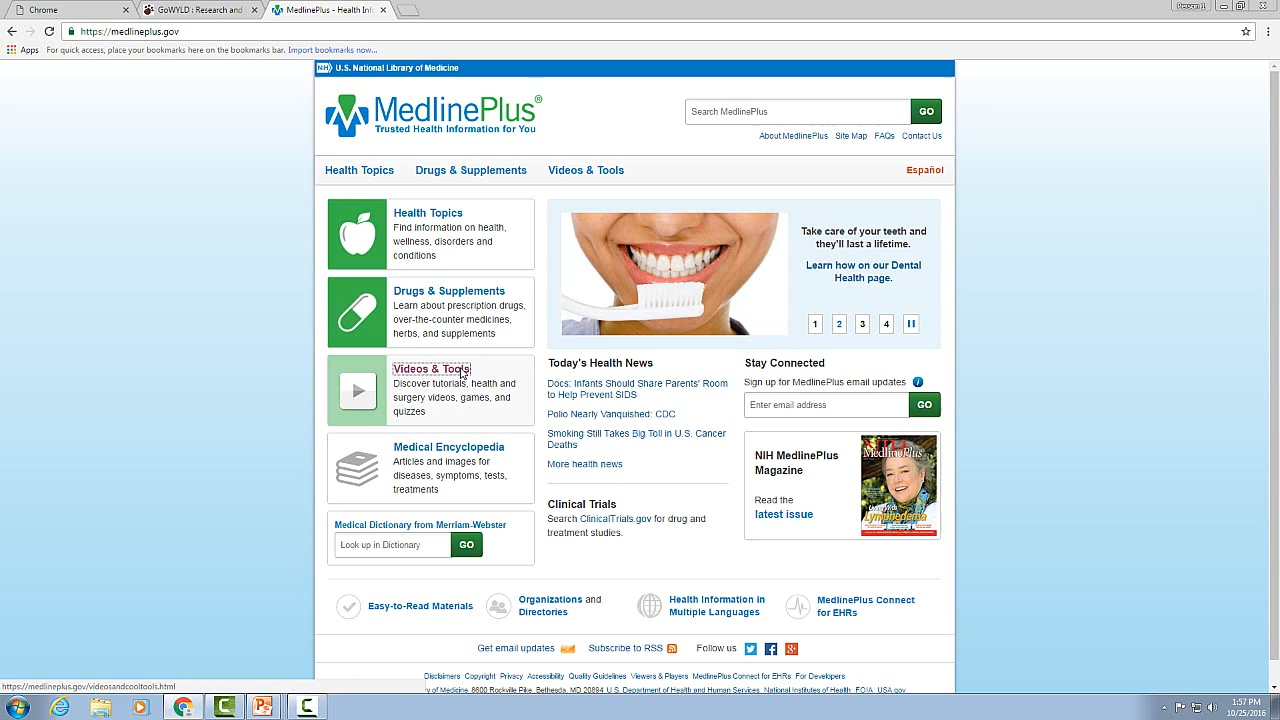 Chrome
GoWYLD : Research and
MedlinePlus - Health Inf
Person 1
https://medlineplus.gov
Apps
For quick access, place your bookmarks here on the bookmarks bar. Import bookmarks now...
NIH U.S. National Library of Medicine
MedlinePlus®
Trusted Health Information for You
Search MedlinePlus
GO
About MedlinePlus Site Map FAQs Contact Us
Health Topics Drugs & Supplements Videos & Tools
Español
Health Topics
Find information on health,
wellness, disorders and
conditions
Drugs & Supplements
Learn about prescription drugs,
over-the-counter medicines,
herbs, and supplements
Videos & Tools
Discover tutorials, health and
surgery videos, games, and
quizzes
Medical Encyclopedia
Articles and images for
diseases, symptoms, tests,
treatments
Medical Dictionary from Merriam-Webster
Look up in Dictionary
GO
Take care of your teeth and
they'll last a lifetime.
Learn how on our Dental
Health page.
1 2 3 4
Today's Health News
Docs: Infants Should Share Parents' Room
to Help Prevent SIDS
Polio Nearly Vanquished: CDC
Smoking Still Takes Big Toll in U.S. Cancer
Deaths
More health news
Clinical Trials
Search ClinicalTrials.gov for drug and
treatment studies.
Stay Connected
Sign up for MedlinePlus email updates
Enter email address
GO
NIH MedlinePlus
Magazine
Read the
latest issue
NIH
MedlinePlus
Living With
Lymphedema
Easy-to-Read Materials
Organizations and
Directories
Health Information in
Multiple Languages
MedlinePlus Connect
for EHRs
Get email updates
Subscribe to RSS
Follow us
Disclaimers Copyright Privacy Accessibility Quality Guidelines Viewers & Players MedlinePlus Connect for EHRs For Developers
y of Medicine 8600 Rockville Pike, Bethesda, MD 20894 U.S. Department of Health and Human Services National Institutes of Health FOIA USA.gov
https://medlineplus.gov/videosandcooltools.html
1:57 PM
10/25/2016